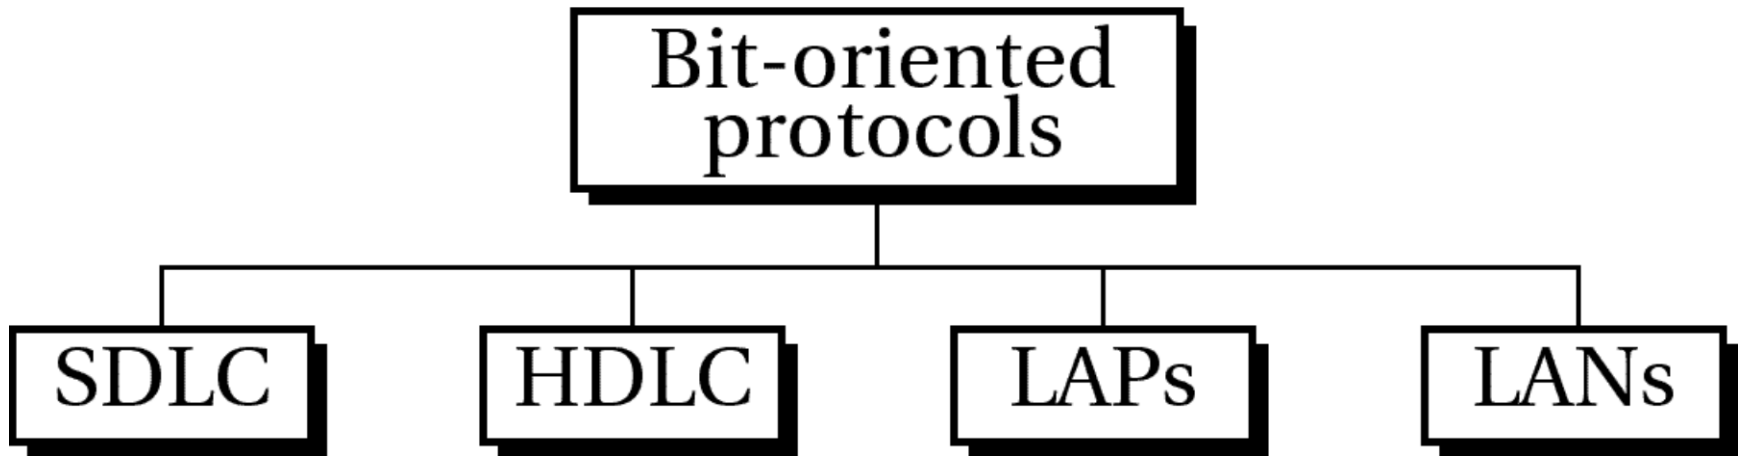 Bit-oriented
protocols
SDLC
HDLC
LAPs
LANs